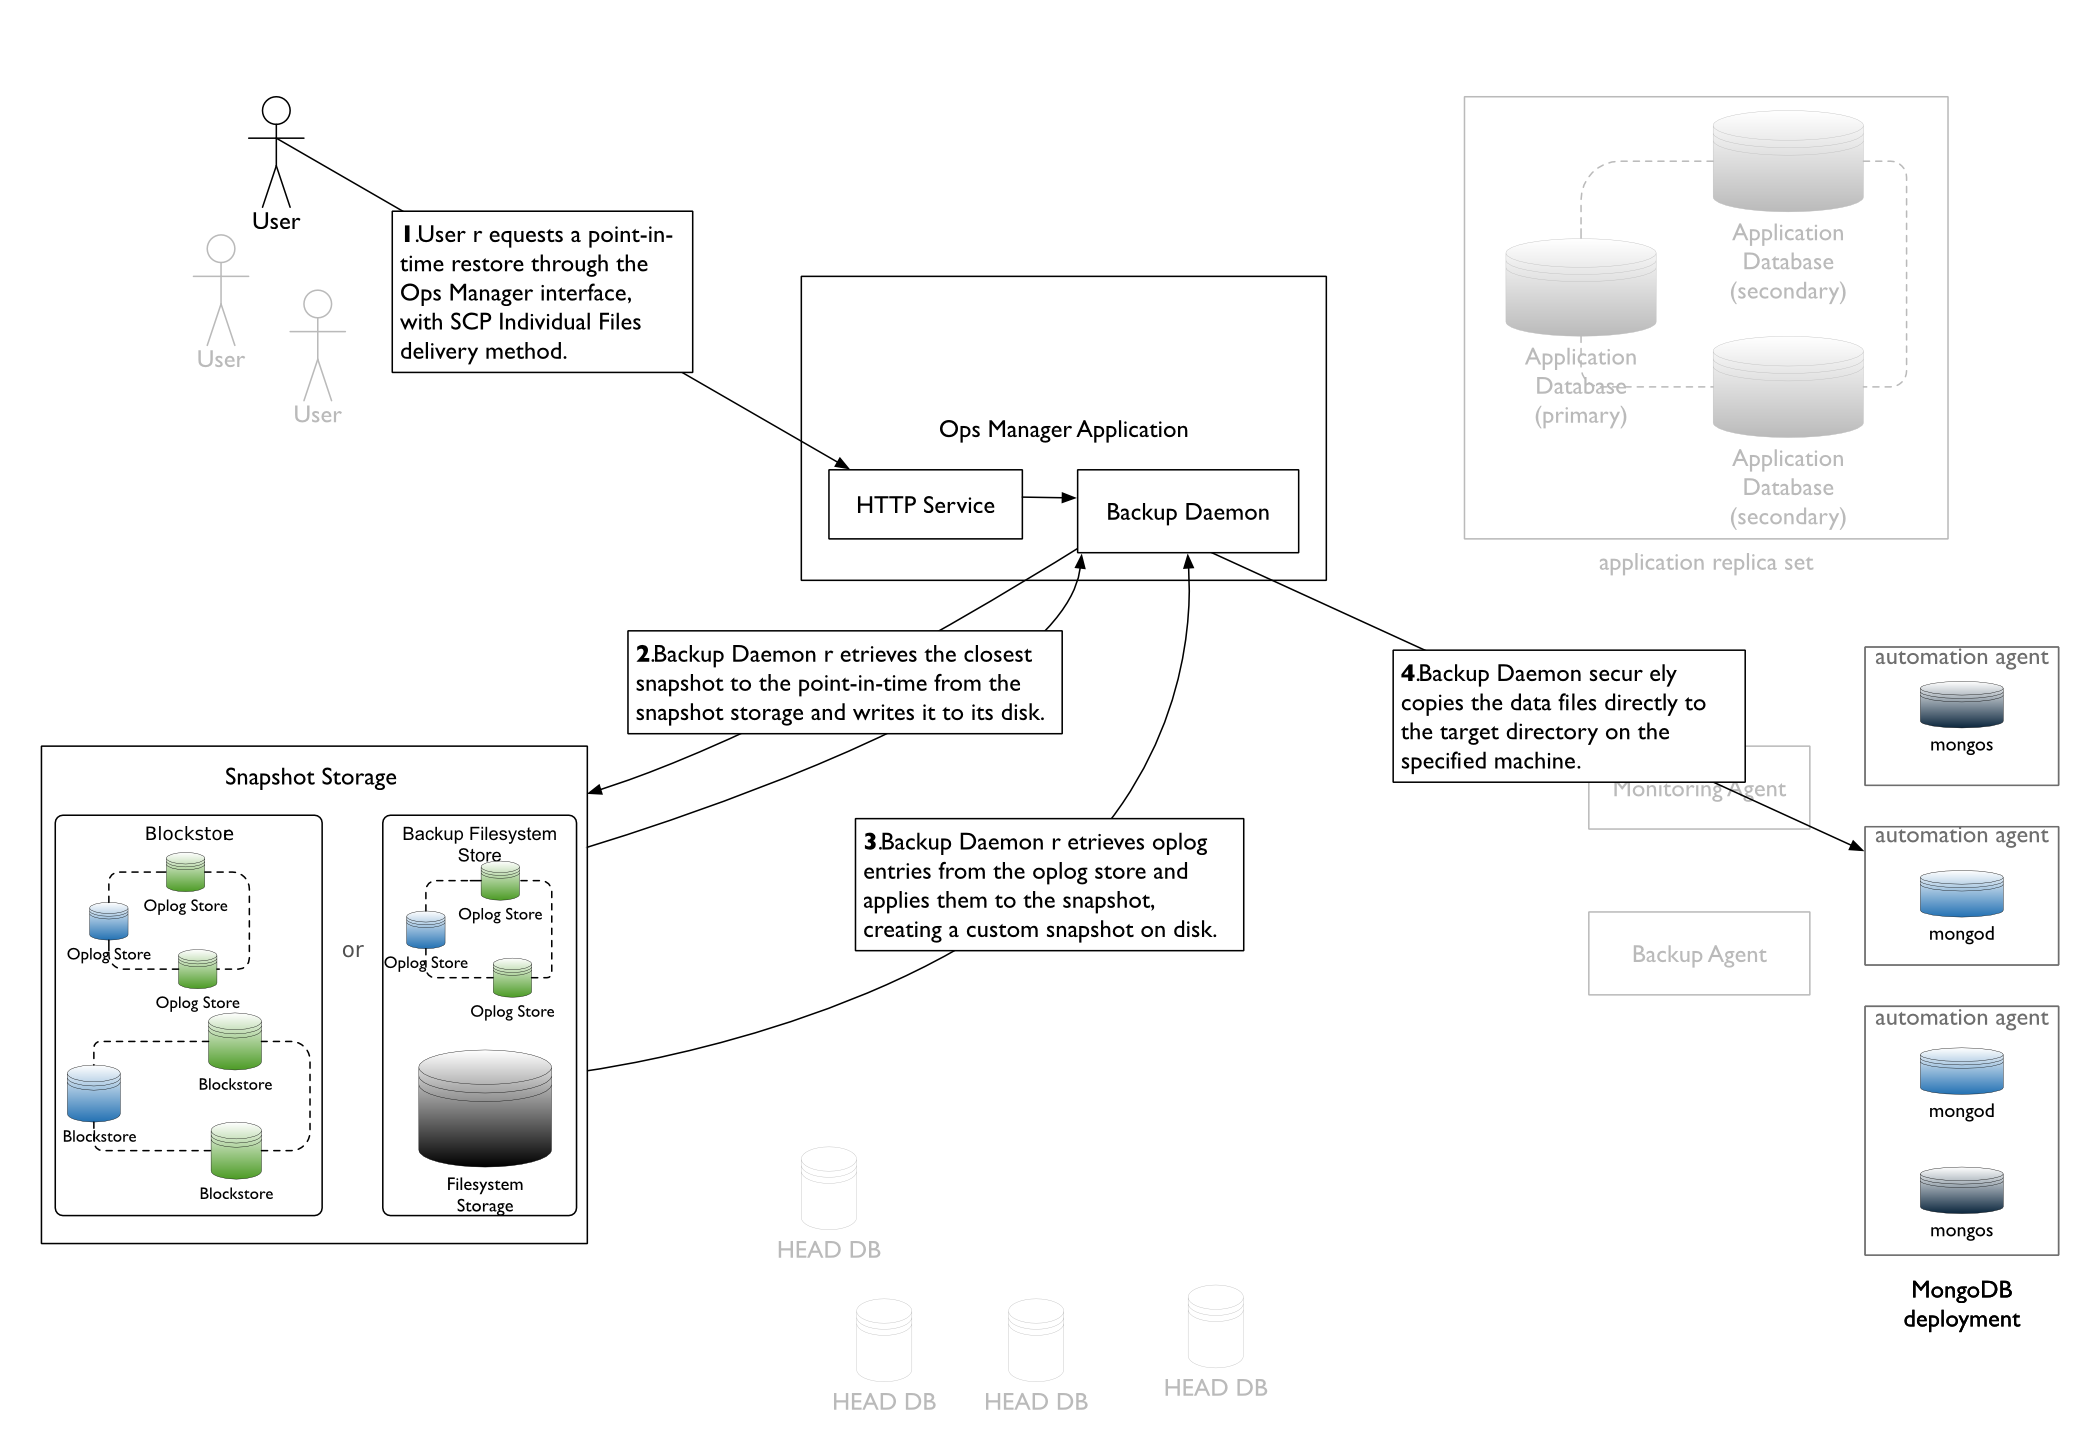 User
User
User
1.User r equests a point-in-
time restore through the
Ops Manager interface,
with SCP Individual Files
delivery method.
Ops Manager Application
HTTP Service
Backup Daemon
Application
Database
(secondary)
Application
Database
(primary)
Application
Database
(secondary)
application replica set
2.Backup Daemon r etrieves the closest
snapshot to the point-in-time from the
snapshot storage and writes it to its disk.
4.Backup Daemon secur ely
copies the data files directly to
the target directory on the
specified machine.
Monitoring Agent
Backup Agent
automation agent
mongos
automation agent
mongod
automation agent
mongod
mongos
MongoDB
deployment
Snapshot Storage
Blockstore
Oplog Store
Oplog Store
Oplog Store
Blockstore
Blockstore
Blockstore
or
Backup Filesystem
Store
Oplog Store
Oplog Store
Oplog Store
Filesystem
Storage
3.Backup Daemon r etrieves oplog
entries from the oplog store and
applies them to the snapshot,
creating a custom snapshot on disk.
HEAD DB
HEAD DB
HEAD DB
HEAD DB